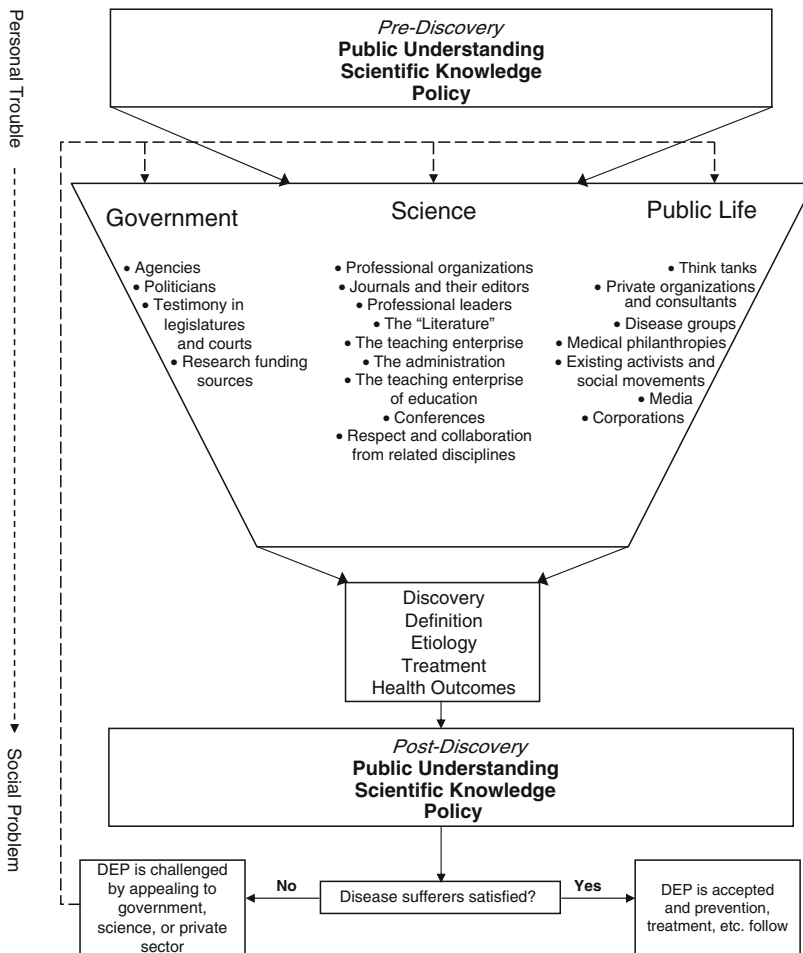 Personal Trouble
Pre-Discovery
Public Understanding
Scientific Knowledge
Policy
Government
• Agencies
• Politicians
• Testimony in
legislatures
and courts
• Research funding
sources
Science
• Professional organizations
• Journals and their editors
• Professional leaders
• The “Literature”
• The teaching enterprise
• The administration
• The teaching enterprise
of education
• Conferences
• Respect and collaboration
from related disciplines
Public Life
• Think tanks
• Private organizations
and consultants
• Disease groups
• Medical philanthropies
• Existing activists and
social movements
• Media
• Corporations
Discovery
Definition
Etiology
Treatment
Health Outcomes
Social Problem
Post-Discovery
Public Understanding
Scientific Knowledge
Policy
DEP is challenged
by appealing to
government,
science, or private
sector
No
Disease sufferers satisfied?
Yes
DEP is accepted
and prevention,
treatment, etc. follow